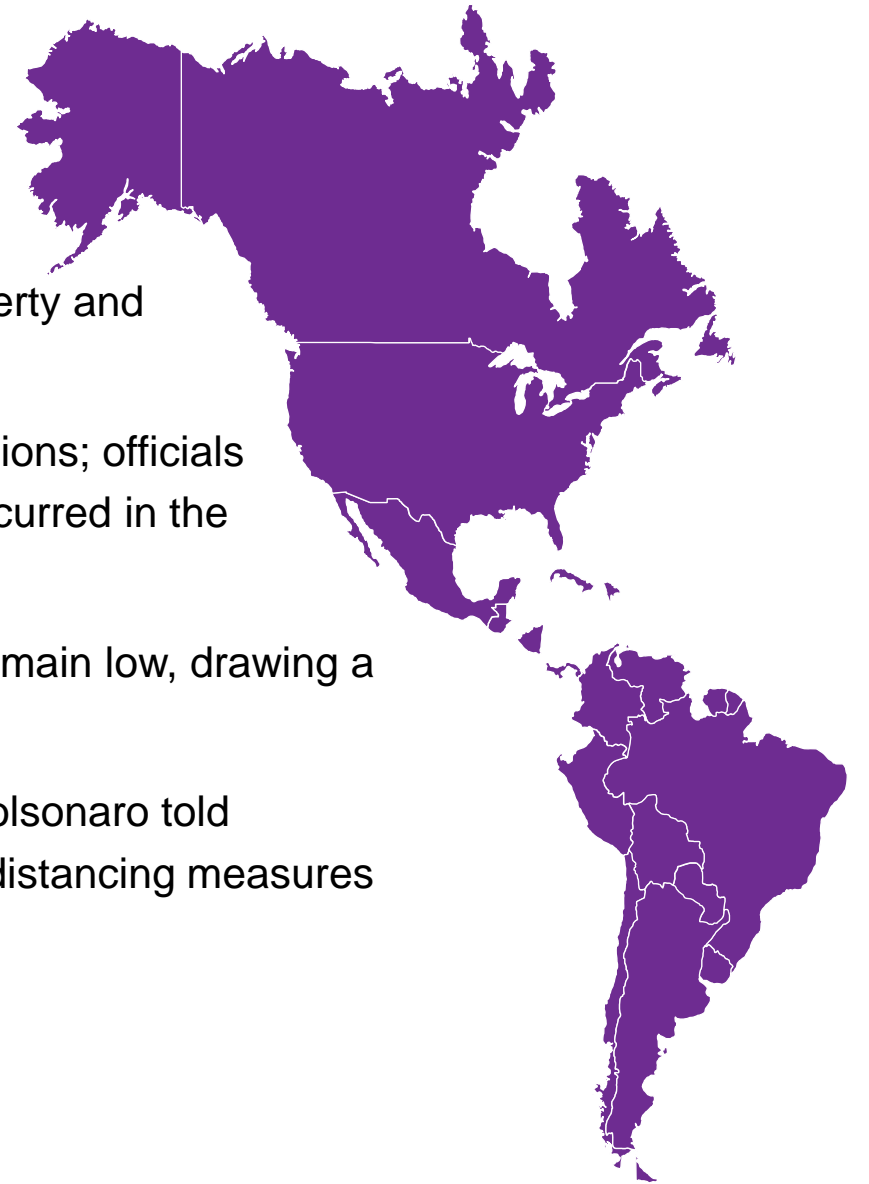 erty and
ions; officials
curred in the
main low, drawing a
olsonaro told
distancing measures